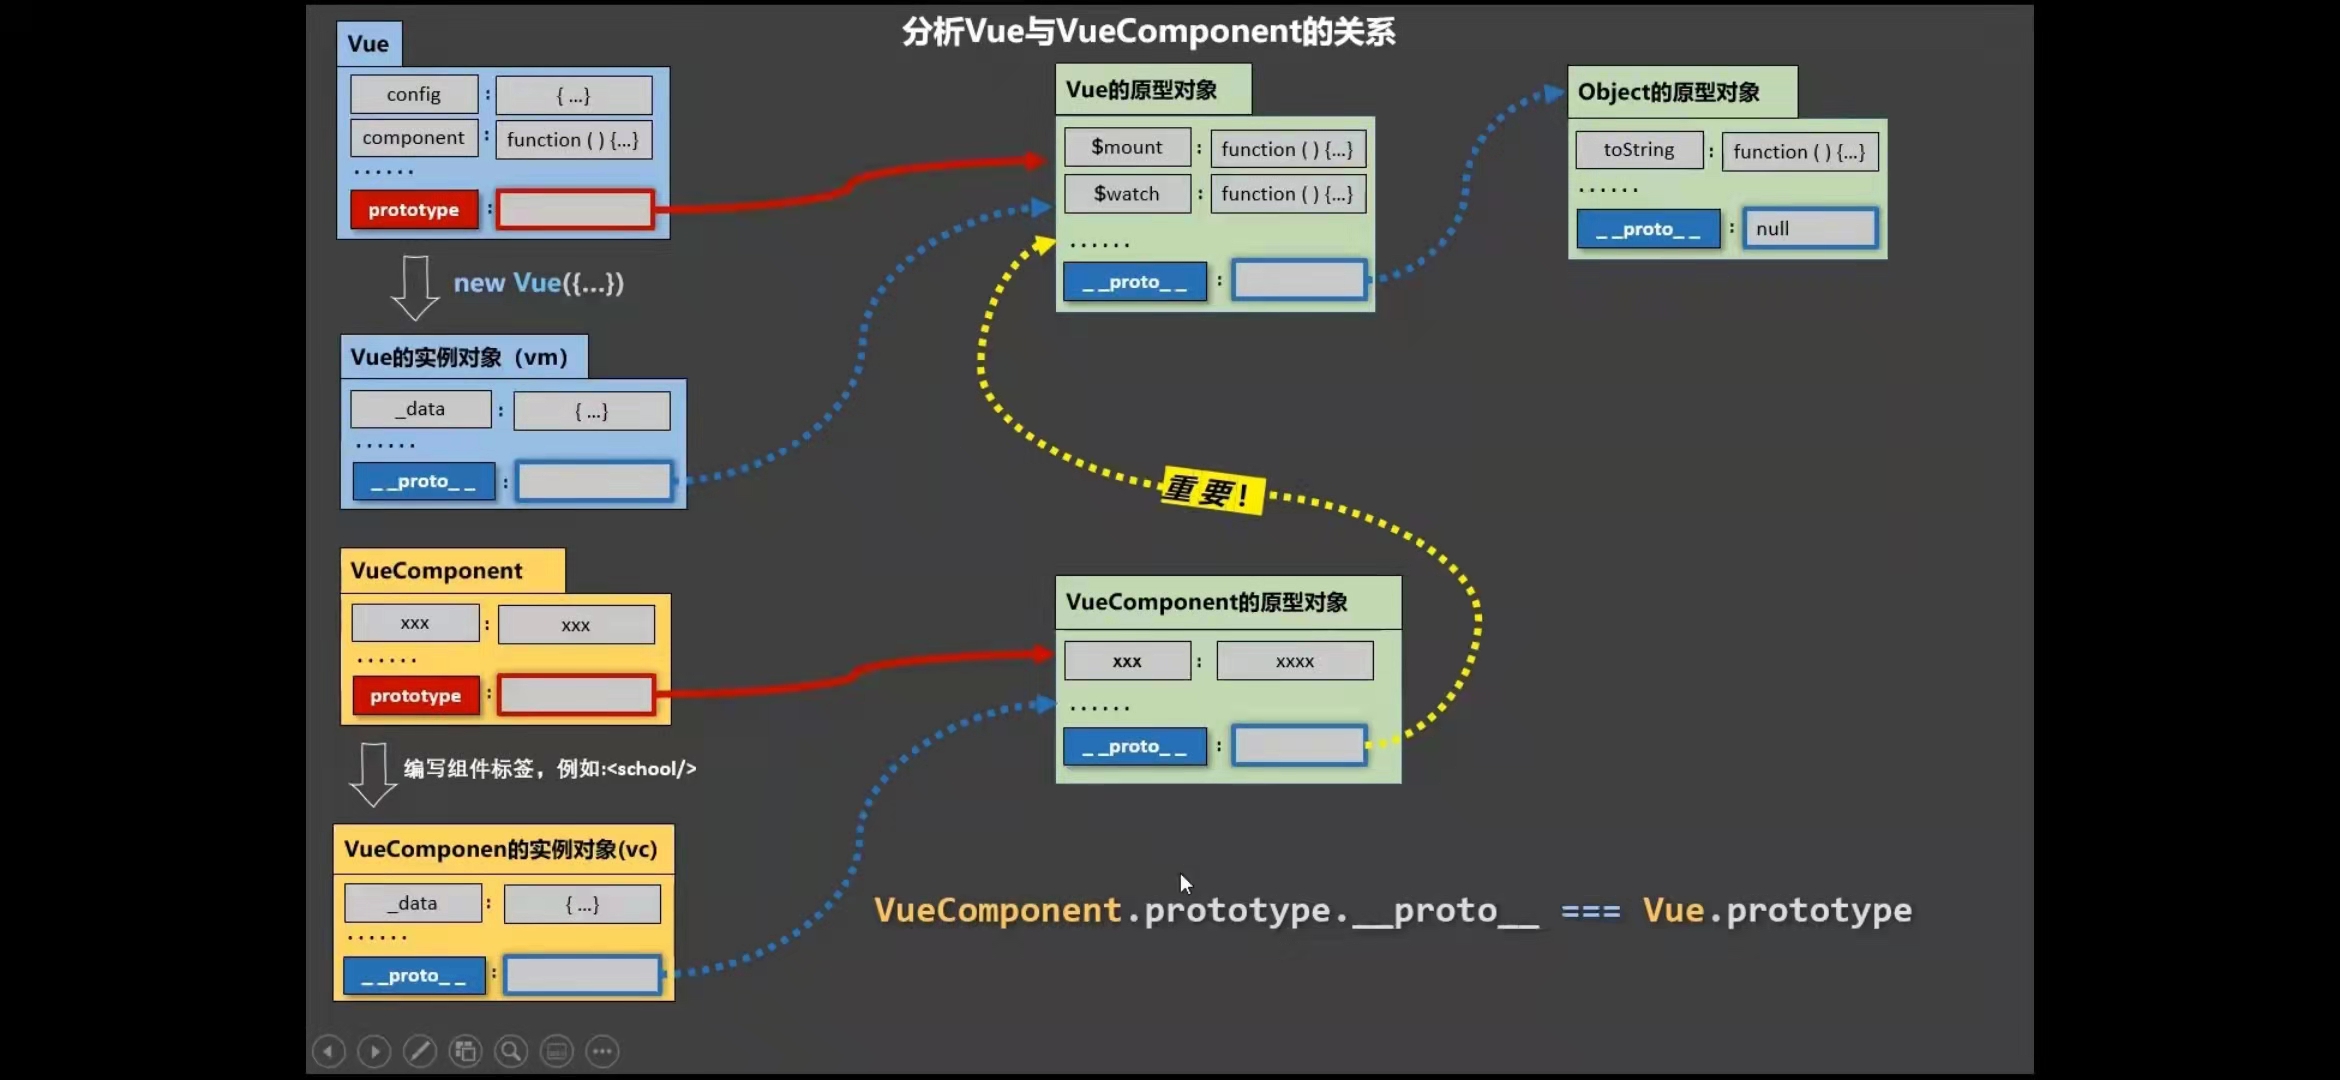 分析Vue与VueComponent的关系
Vue
config : { ...}
component : function ( ) {...}
······
prototype :
new Vue({...})
Vue的实例对象（vm）
_data : { ...}
······
_ _proto_ _ :
VueComponent
xxx : xxx
······
prototype :
编写组件标签，例如:<school/>
VueComponen的实例对象(vc)
_data : { ...}
······
_ _proto_ _ :
Vue的原型对象
$mount : function ( ) {...}
$watch : function ( ) {...}
······
_ _proto_ _ :
Object的原型对象
toString : function ( ) {...}
······
_ _proto_ _ : null
重要!
VueComponent的原型对象
xxx : xxxx
······
_ _proto_ _ :
VueComponent.prototype.__proto__ === Vue.prototype